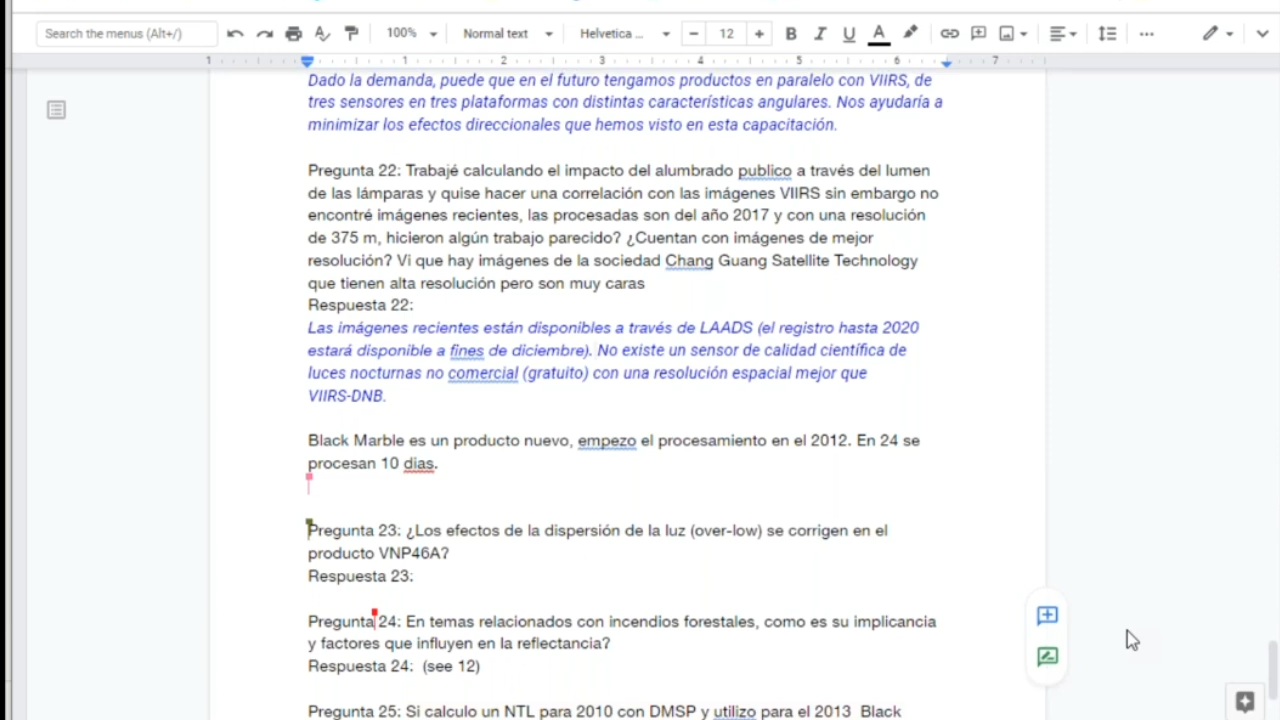 Search the menus (Alt+/)
100%
Normal text
Helvetica ...
12
B I U A
1 1 2 3 4 5 6 7
Dado la demanda, puede que en el futuro tengamos productos en paralelo con VIIRS, de
tres sensores en tres plataformas con distintas características angulares. Nos ayudaría a
minimizar los efectos direccionales que hemos visto en esta capacitación.
Pregunta 22: Trabajé calculando el impacto del alumbrado publico a través del lumen
de las lámparas y quise hacer una correlación con las imágenes VIIRS sin embargo no
encontré imágenes recientes, las procesadas son del año 2017 y con una resolución
de 375 m, hicieron algún trabajo parecido? ¿Cuentan con imágenes de mejor
resolución? Vi que hay imágenes de la sociedad Chang Guang Satellite Technology
que tienen alta resolución pero son muy caras
Respuesta 22:
Las imágenes recientes están disponibles a través de LAADS (el registro hasta 2020
estará disponible a fines de diciembre). No existe un sensor de calidad científica de
luces nocturnas no comercial (gratuito) con una resolución espacial mejor que
VIIRS-DNB.
Black Marble es un producto nuevo, empezo el procesamiento en el 2012. En 24 se
procesan 10 dias.
Pregunta 23: ¿Los efectos de la dispersión de la luz (over-low) se corrigen en el
producto VNP46A?
Respuesta 23:
Pregunta 24: En temas relacionados con incendios forestales, como es su implicancia
y factores que influyen en la reflectancia?
Respuesta 24:  (see 12)
Pregunta 25: Si calculo un NTL para 2010 con DMSP y utilizo para el 2013  Black